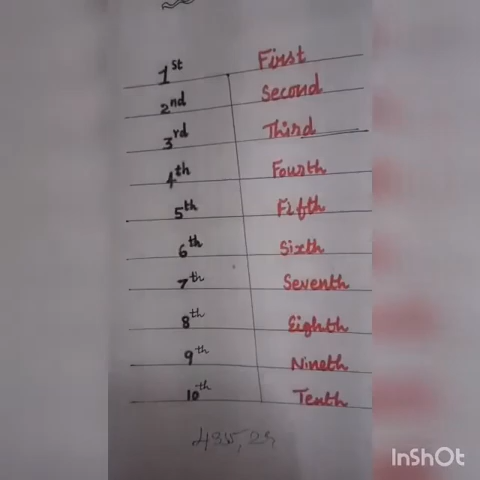 1st First
2nd Second
3rd Third
4th Fourth
5th Fifth
6th Sixth
7th Seventh
8th Eighth
9th Nineth
10th Tenth
InShOt